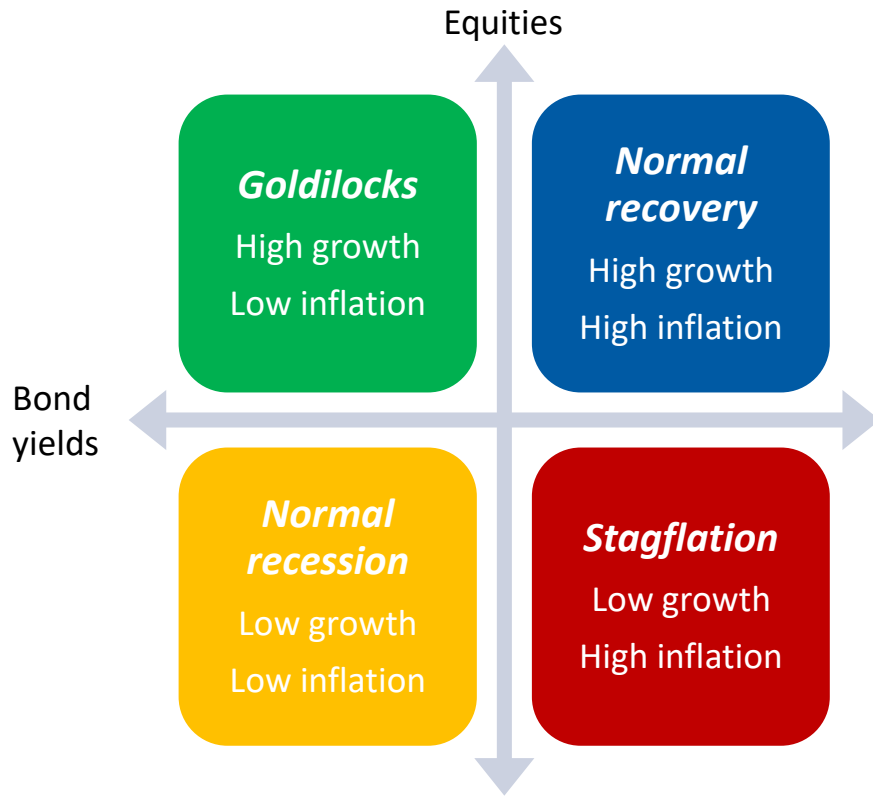 Equities
Goldilocks
High growth
Low inflation
Normal
recovery
High growth
High inflation
Bond
yields
Normal
recession
Low growth
Low inflation
Stagflation
Low growth
High inflation